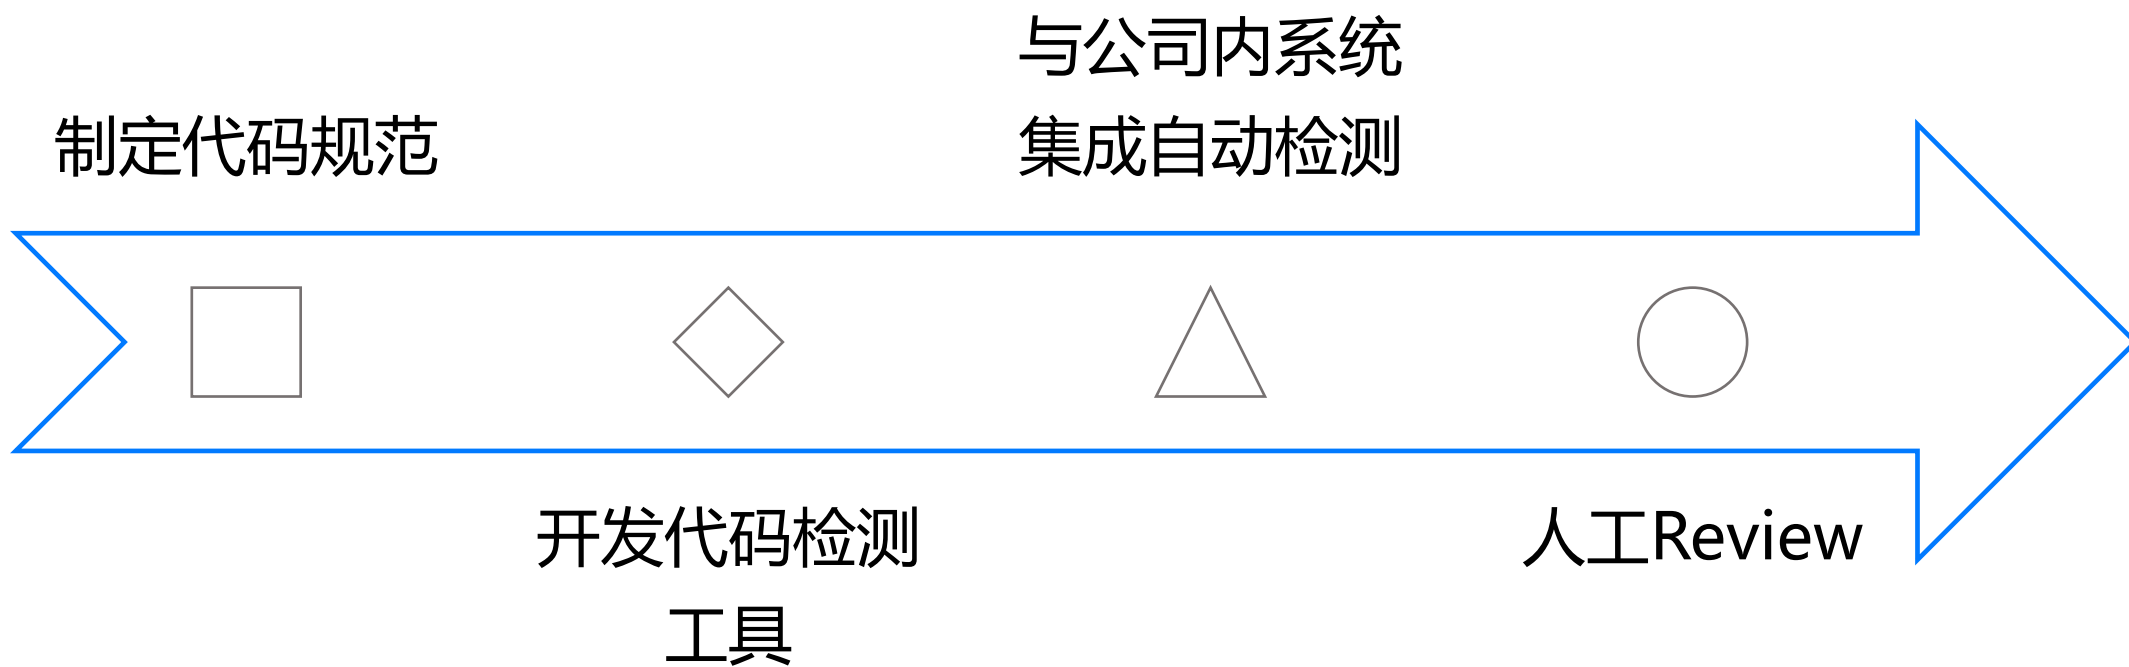 制定代码规范
开发代码检测
工具
与公司内系统
集成自动检测
人工Review